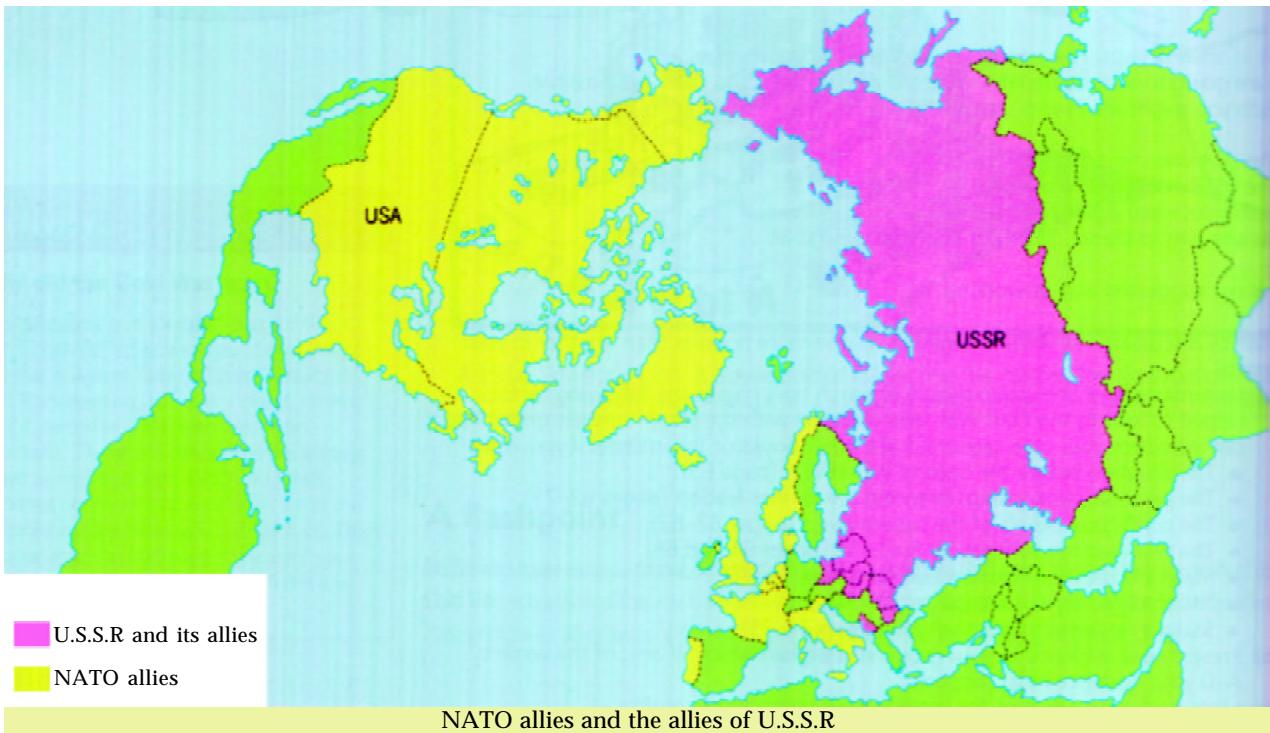 USA
USSR
U.S.S.R and its allies
NATO allies
NATO allies and the allies of U.S.S.R